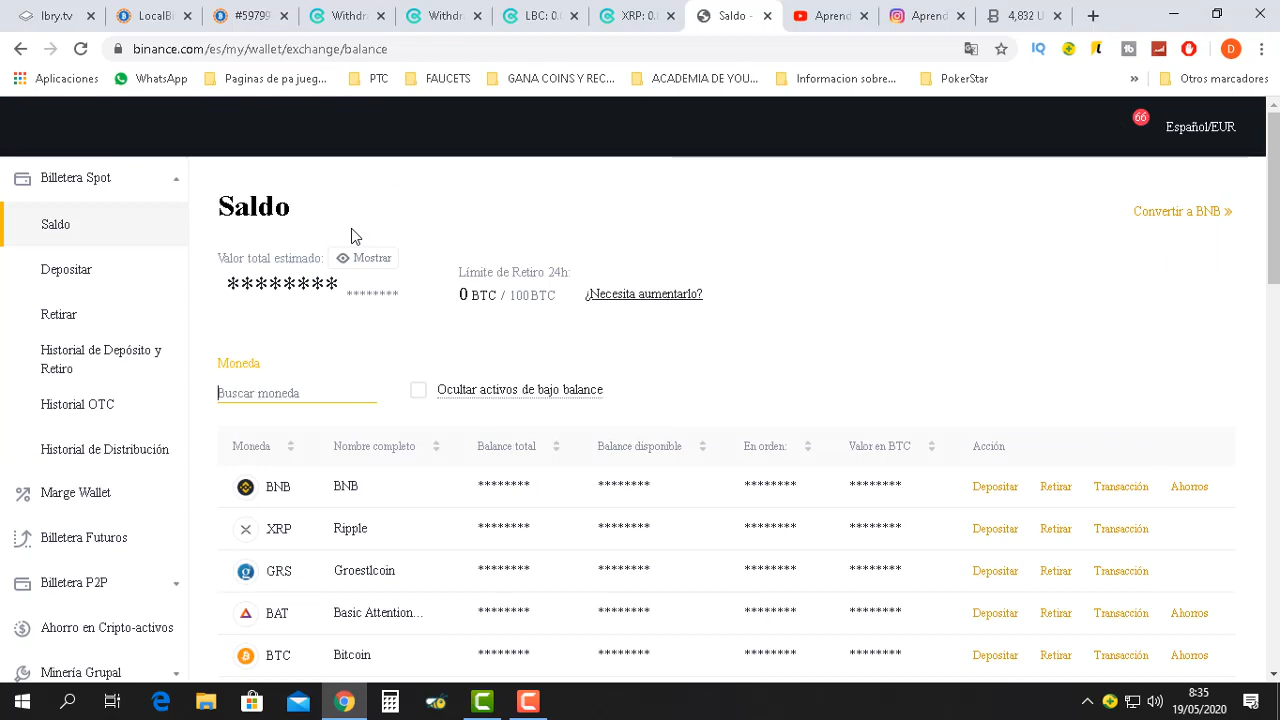 lbry.tv
LocalBi
#59799
Withdr
Withdr
LBC: 0.
XRP: 0.
Saldo -
Aprend
Aprend
4,832 (
binance.com/es/my/wallet/exchange/balance
Aplicaciones
WhatsApp
Paginas de pa jueg...
PTC
FAUCETS
GANA COINS Y REC...
ACADEMIA DE YOU...
Informacion sobre...
PokerStar
Otros marcadores
66
Español/EUR
Billetera Spot
Saldo
Depositar
Retirar
Historial de Depósito y
Retiro
Historial OTC
Historial de Distribución
Marge Wallet
Billetera Futuros
Billetera P2P
Ahorro en Cripto-activos
Minería Grupal
Saldo
Convertir a BNB »
Valor total estimado: Mostrar
******** ********
Límite de Retiro 24h:
0 BTC / 100 BTC ¿Necesita aumentarlo?
Moneda
Buscar moneda
Ocultar activos de bajo balance
Moneda Nombre completo Balance total Balance disponible En orden: Valor en BTC Acción
BNB BNB ******** ******** ******** ******** Depositar Retirar Transacción Ahorros
XRP Ripple ******** ******** ******** ******** Depositar Retirar Transacción
GRS Groestlcoin ******** ******** ******** ******** Depositar Retirar Transacción
BAT Basic Attention... ******** ******** ******** ******** Depositar Retirar Transacción Ahorros
BTC Bitcoin ******** ******** ******** ******** Depositar Retirar Transacción Ahorros
8:35
19/05/2020